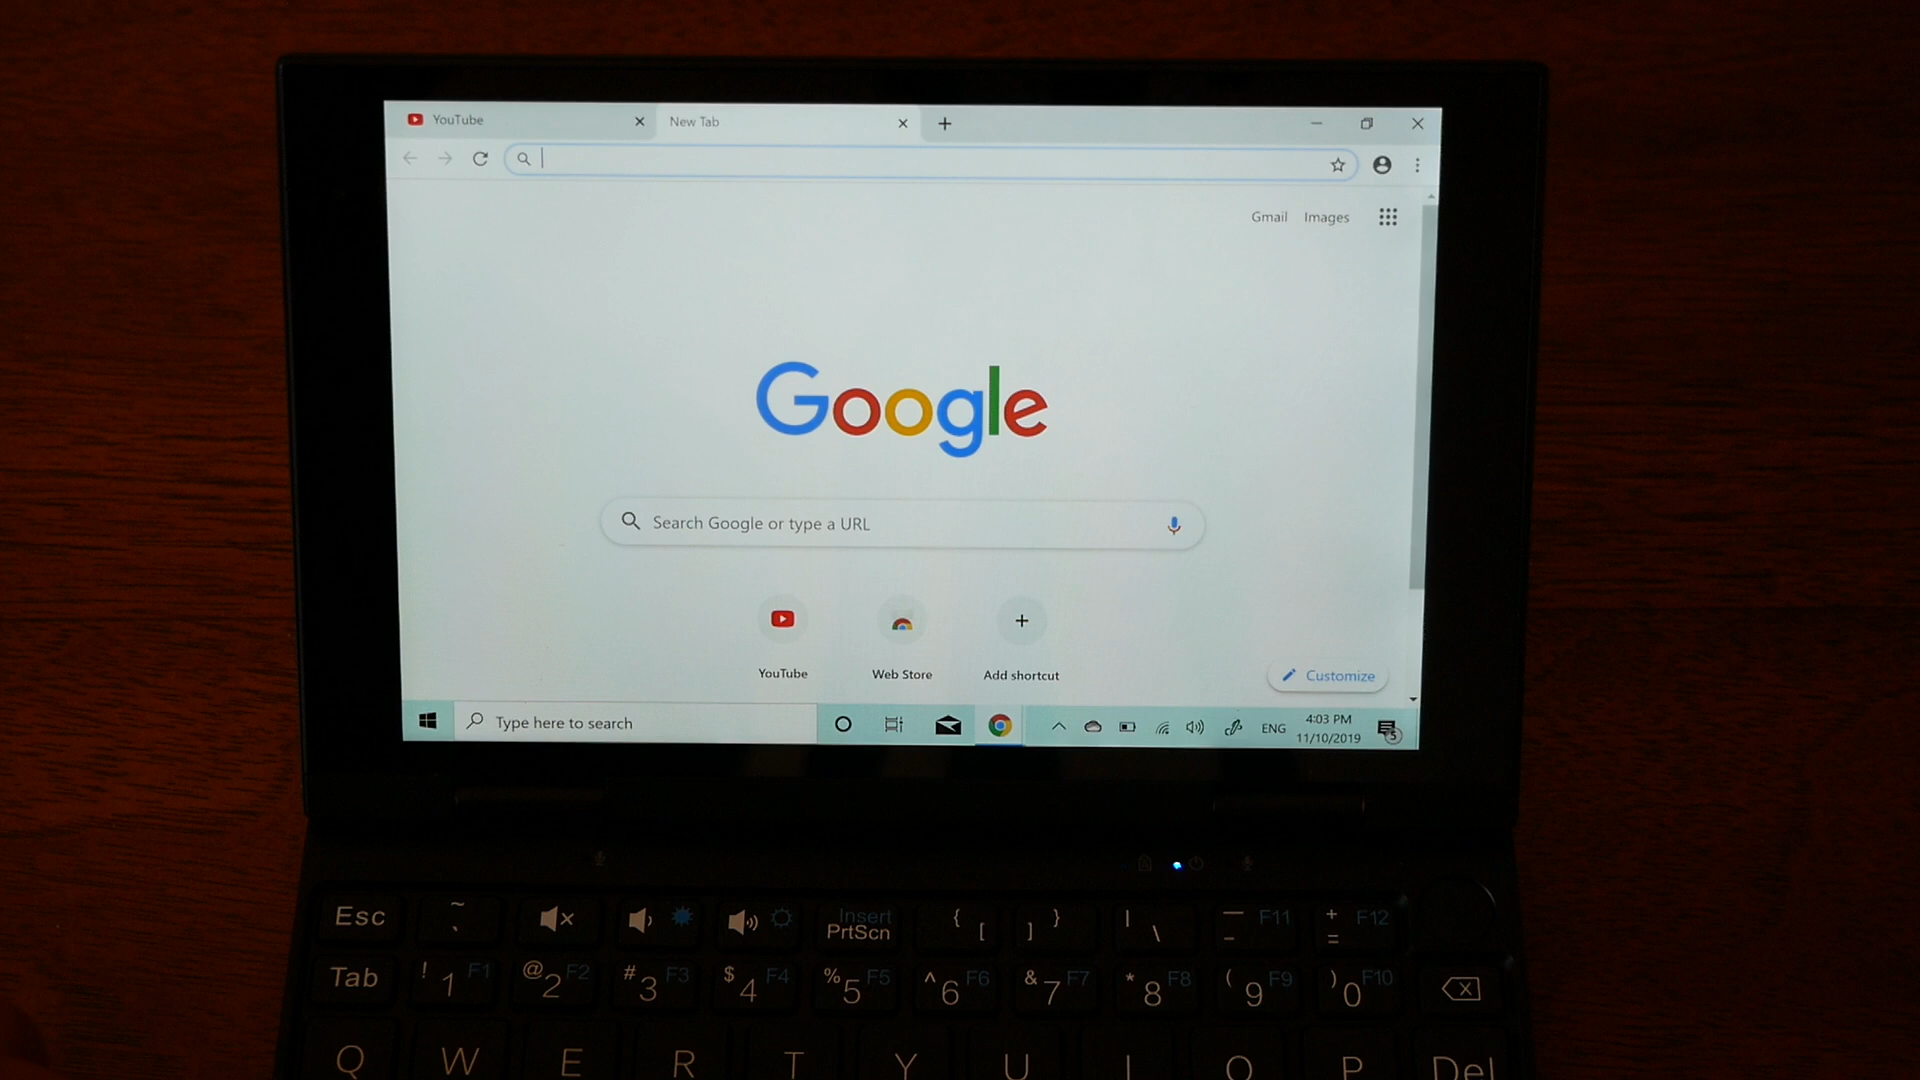 YouTube
New Tab
Gmail Images
Google
Search Google or type a URL
YouTube Web Store Add shortcut
Customize
Type here to search
ENG
4:03 PM
11/10/2019
5
Esc ~ ` Insert PrtScn { [ ] } | \ — - F11 + = F12
Tab ! 1 F1 @ 2 F2 # 3 F3 $ 4 F4 % 5 F5 ^ 6 F6 & 7 F7 * 8 F8 ( 9 F9 ) 0 F10
Q W E R T Y U I O P Del